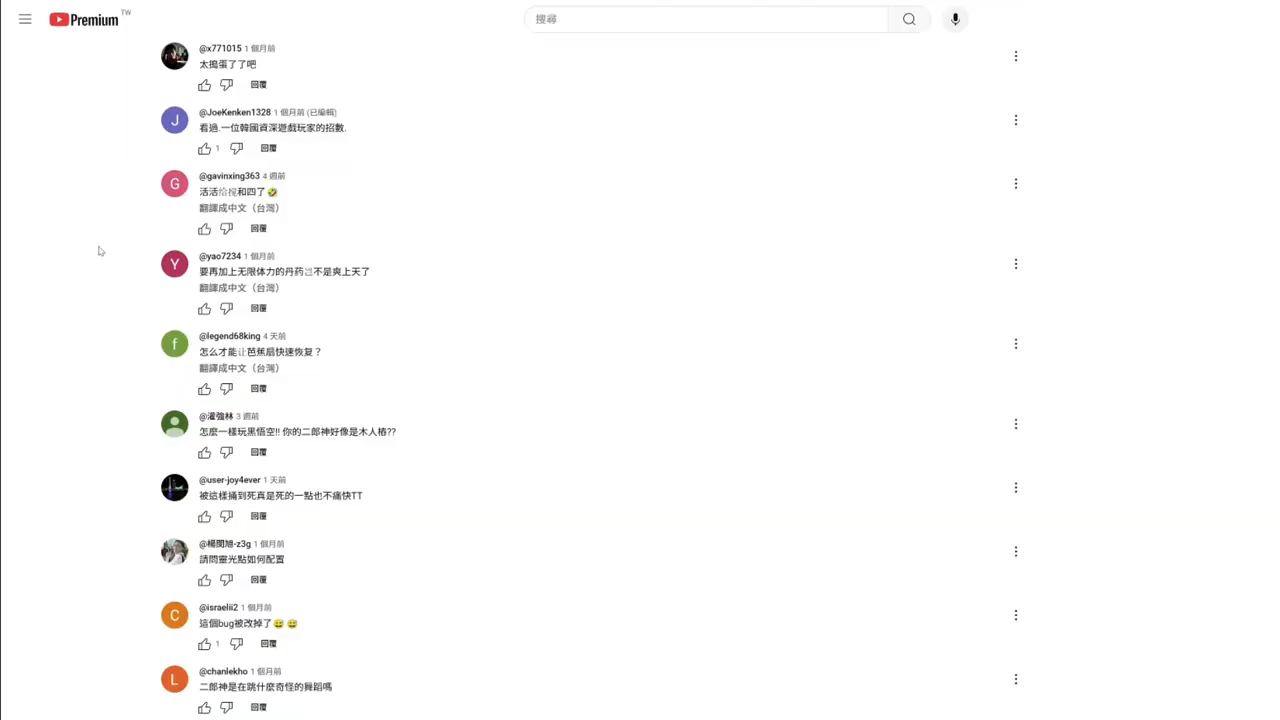 Premium TW
搜尋
@x771015 1 個月前
太搗蛋了了吧
回覆
@JoeKenken1328 1 個月前 (已編輯)
看過.一位韓國資深遊戲玩家的招數.
1 回覆
@gavinxing363 4 週前
活活给捉和四了🤣
翻譯成中文（台灣）
回覆
@yao7234 1 個月前
要再加上无限体力的丹药 不是爽上天了
翻譯成中文（台灣）
回覆
@legend68king 4 天前
怎么才能让芭蕉扇快速恢复？
翻譯成中文（台灣）
回覆
@濯強林 3 週前
怎麼一樣玩黑悟空!! 你的二郎神好像是木人樁??
回覆
@user-joy4ever 1 天前
被這樣捅到死真是死的一點也不痛快TT
回覆
@楊閔旭-z3g 1 個月前
請問靈光點如何配置
回覆
@israelii2 1 個月前
這個bug被改掉了😅 😅
1 回覆
@chanlekho 1 個月前
二郎神是在跳什麼奇怪的舞蹈嗎
回覆